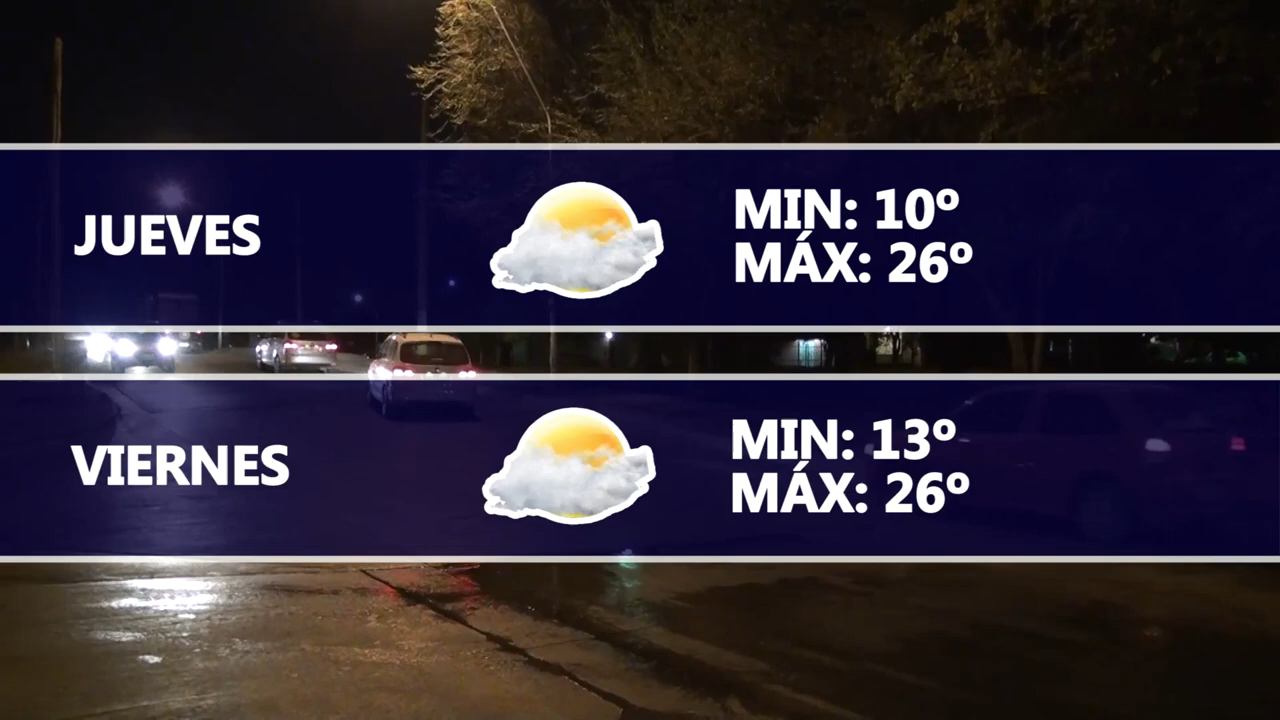 JUEVES
MIN: 10º
MÁX: 26º
VIERNES
MIN: 13º
MÁX: 26º